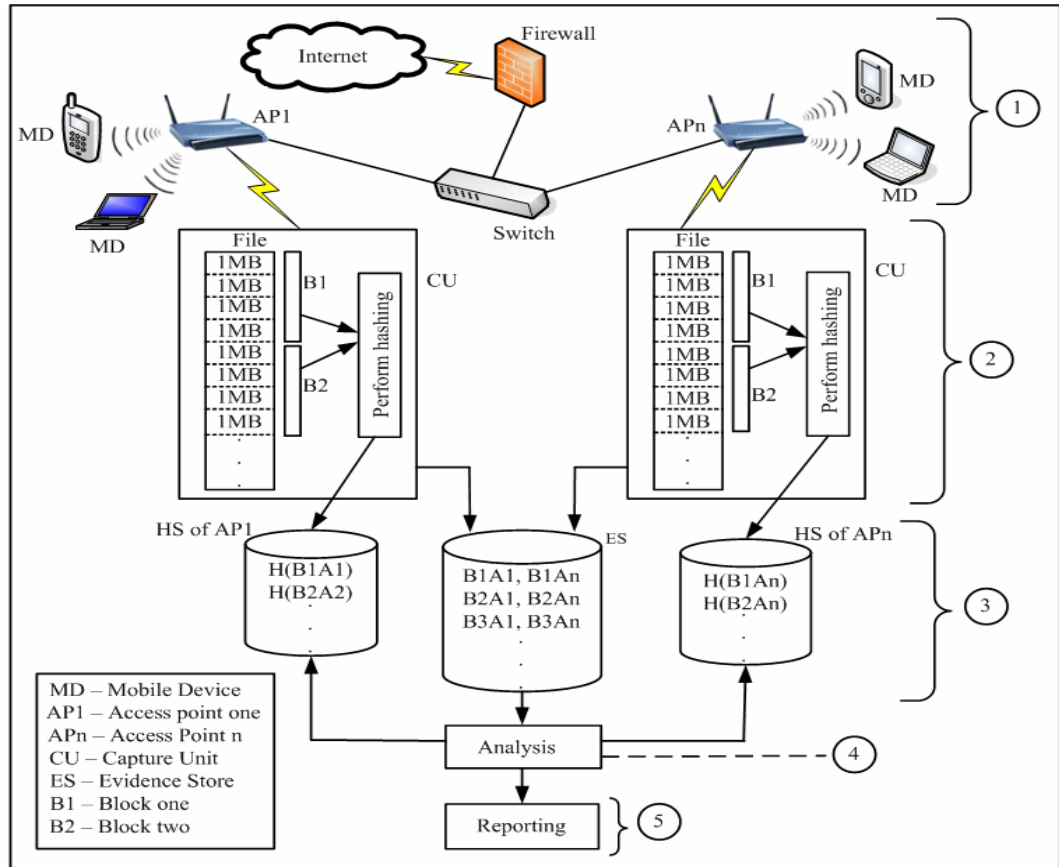 Internet
Firewall
MD
AP1
APn
MD
1
MD
MD
Switch
MD
File
1MB
1MB
1MB
1MB
1MB
1MB
1MB
1MB
.
.
.
B1
B2
Perform hashing
CU
File
1MB
1MB
1MB
1MB
1MB
1MB
1MB
1MB
.
.
.
B1
B2
Perform hashing
CU
2
HS of AP1
H(B1A1)
H(B2A2)
.
.
.
ES
B1A1, B1An
B2A1, B2An
B3A1, B3An
.
.
.
HS of APn
H(B1An)
H(B2An)
.
.
.
3
MD – Mobile Device
AP1 – Access point one
APn – Access Point n
CU – Capture Unit
ES – Evidence Store
B1 – Block one
B2 – Block two
Analysis
4
Reporting
5